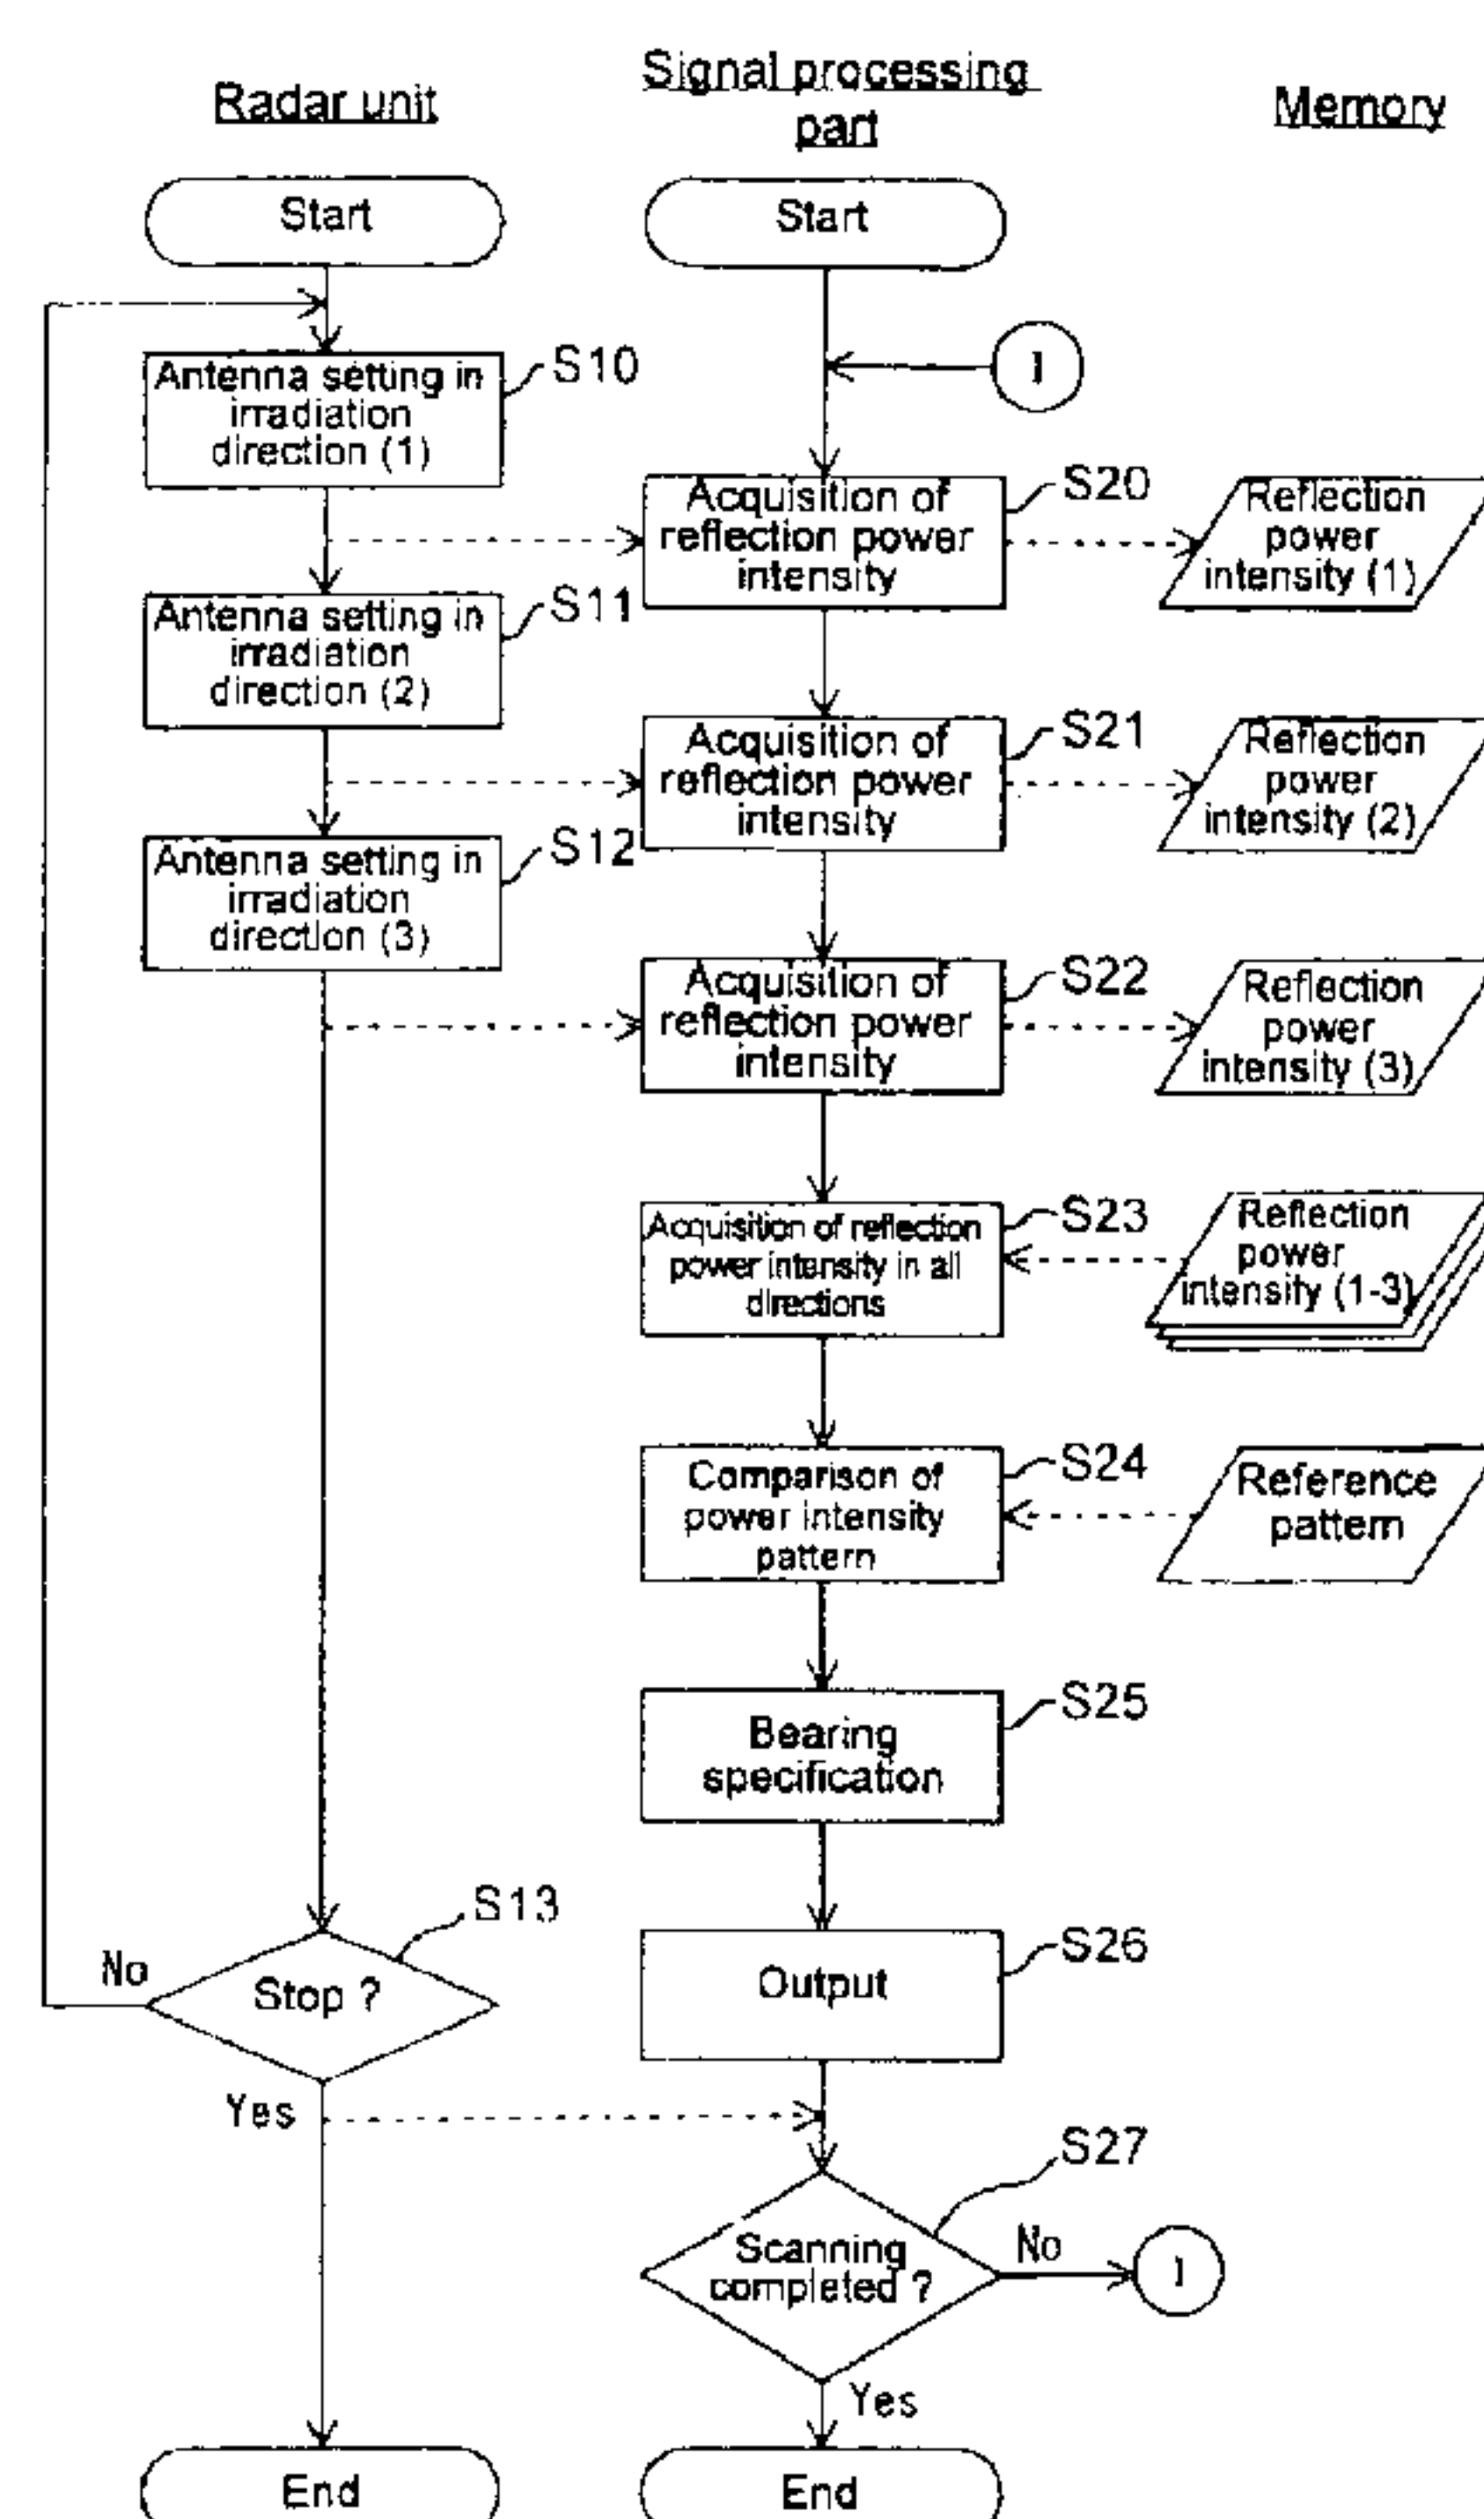 Radar unit
Signal processing
part
Memory
Start
Start
1
Antenna setting in
irradiation
direction (1)
S10
Acquisition of
reflection power
intensity
S20
Reflection
power
intensity (1)
Antenna setting in
irradiation
direction (2)
S11
Acquisition of
reflection power
intensity
S21
Reflection
power
intensity (2)
Antenna setting in
irradiation
direction (3)
S12
Acquisition of
reflection power
intensity
S22
Reflection
power
intensity (3)
Acquisition of reflection
power intensity in all
directions
S23
Reflection
power
intensity (1-3)
Comparison of
power intensity
pattern
S24
Reference
pattern
Bearing
specification
S25
S13
No
Stop ?
Yes
Output
S26
S27
Scanning
completed ?
No
1
Yes
End
End